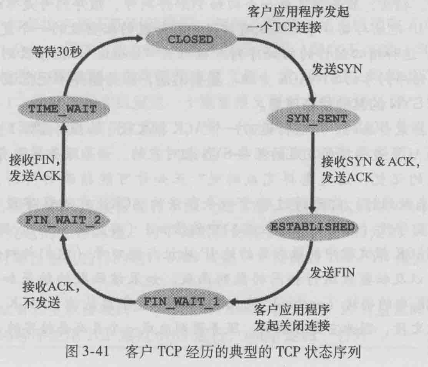 客户应用程序发起
一个TCP连接
CLOSED
等待30秒
发送SYN
TIME_WAIT
SYN_SENT
接收FIN,
发送ACK
接收SYN & ACK,
发送ACK
FIN_WAIT_2
ESTABLISHED
发送FIN
接收ACK,
不发送
FIN_WAIT_1
客户应用程序
发起关闭连接
图 3-41 客户 TCP 经历的典型的 TCP 状态序列